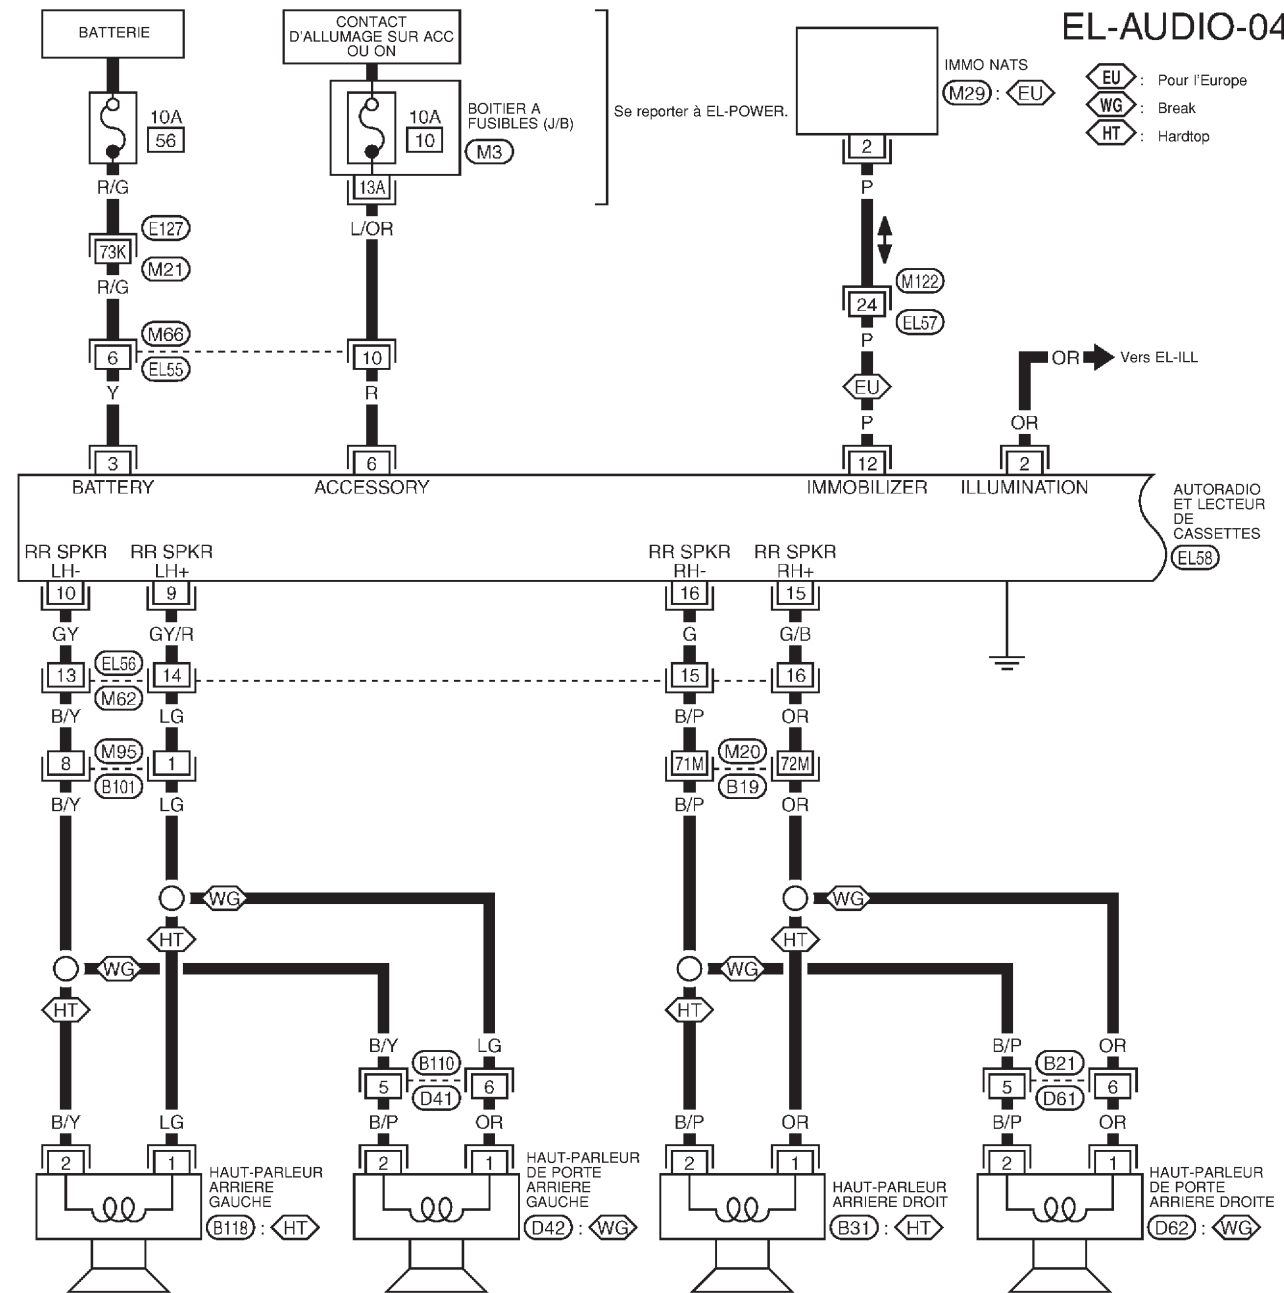 EL-AUDIO-04
BATTERIE
CONTACT
D'ALLUMAGE SUR ACC
OU ON
10A
56
10A
10
BOITIER A
FUSIBLES (J/B)
M3
Se reporter à EL-POWER.
IMMO NATS
M29 : EU
EU : Pour l'Europe
WG : Break
HT : Hardtop
13A
2
R/G
L/OR
P
E127
73K
M21
R/G
M122
24
EL57
P
M66
6
EL55
10
OR
Vers EL-ILL
Y
R
EU
P
OR
3
6
12
2
BATTERY
ACCESSORY
IMMOBILIZER
ILLUMINATION
AUTORADIO
ET LECTEUR
DE
CASSETTES
EL58
RR SPKR
LH-
RR SPKR
LH+
RR SPKR
RH-
RR SPKR
RH+
10
9
16
15
GY
GY/R
G
G/B
13
EL56
M62
14
15
16
B/Y
LG
B/P
OR
8
M95
B101
1
71M
M20
B19
72M
B/Y
LG
B/P
OR
WG
WG
HT
HT
WG
WG
HT
HT
B/Y
LG
B/P
OR
5
B110
D41
6
5
B21
D61
6
B/Y
LG
B/P
OR
B/P
OR
B/P
OR
2
1
2
1
2
1
2
1
HAUT-PARLEUR
ARRIERE
GAUCHE
B118 : HT
HAUT-PARLEUR
DE PORTE
ARRIERE
GAUCHE
D42 : WG
HAUT-PARLEUR
ARRIERE DROIT
B31 : HT
HAUT-PARLEUR
DE PORTE
ARRIERE DROITE
D62 : WG